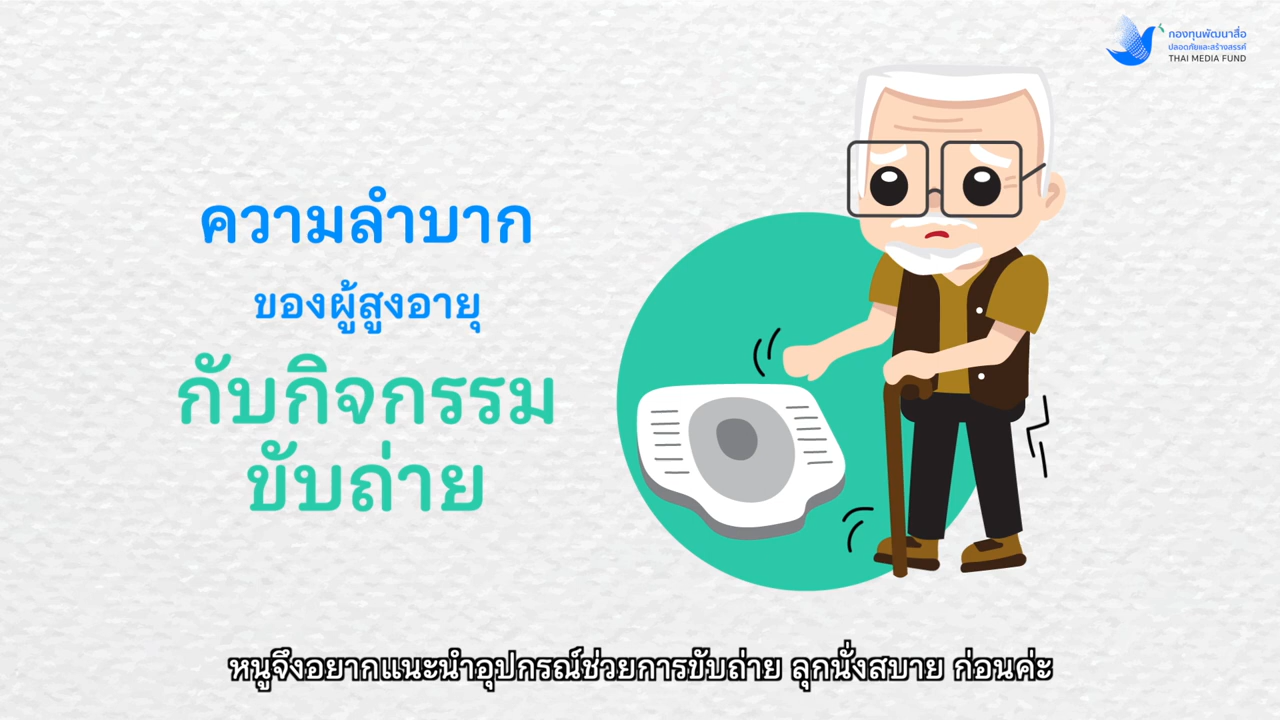 กองทุนพัฒนาสื่อ
ปลอดภัยและสร้างสรรค์
THAI MEDIA FUND
ความลำบาก
ของผู้สูงอายุ
กับกิจกรรม
ขับถ่าย
หนูจึงอยากแนะนำอุปกรณ์ช่วยการขับถ่าย ลุกนั่งสบาย ก่อนค่ะ